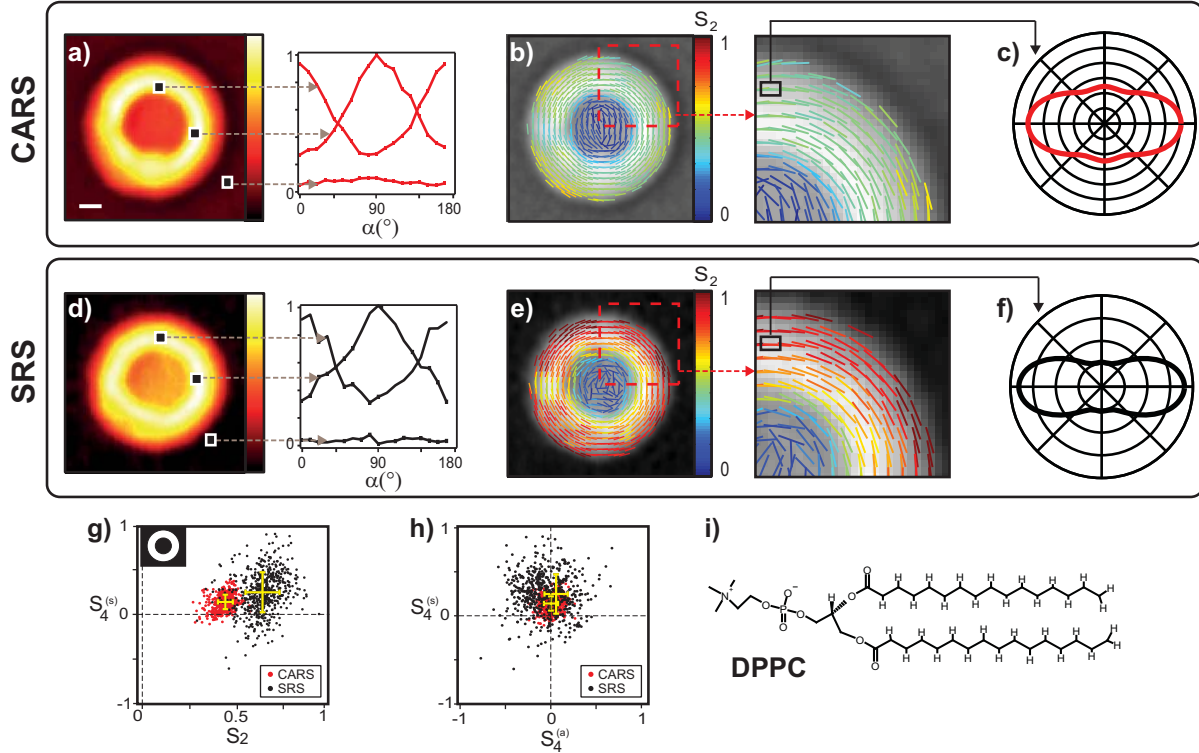 CARS
a)
1
0
0
90
180
α(°)
b)
S2
1
0
c)
SRS
d)
1
0
0
90
180
α(°)
e)
S2
1
0
f)
g)
1
S4(s)
0
-1
0
0.5
1
S2
CARS
SRS
h)
1
S4(s)
0
-1
-1
0
1
S4(a)
CARS
SRS
i)
N+
O
P
O−
O
O
H
O
O
O
O
H H H H H H H
H H H H H H H
H H H H H H H
H H H H H H H
DPPC